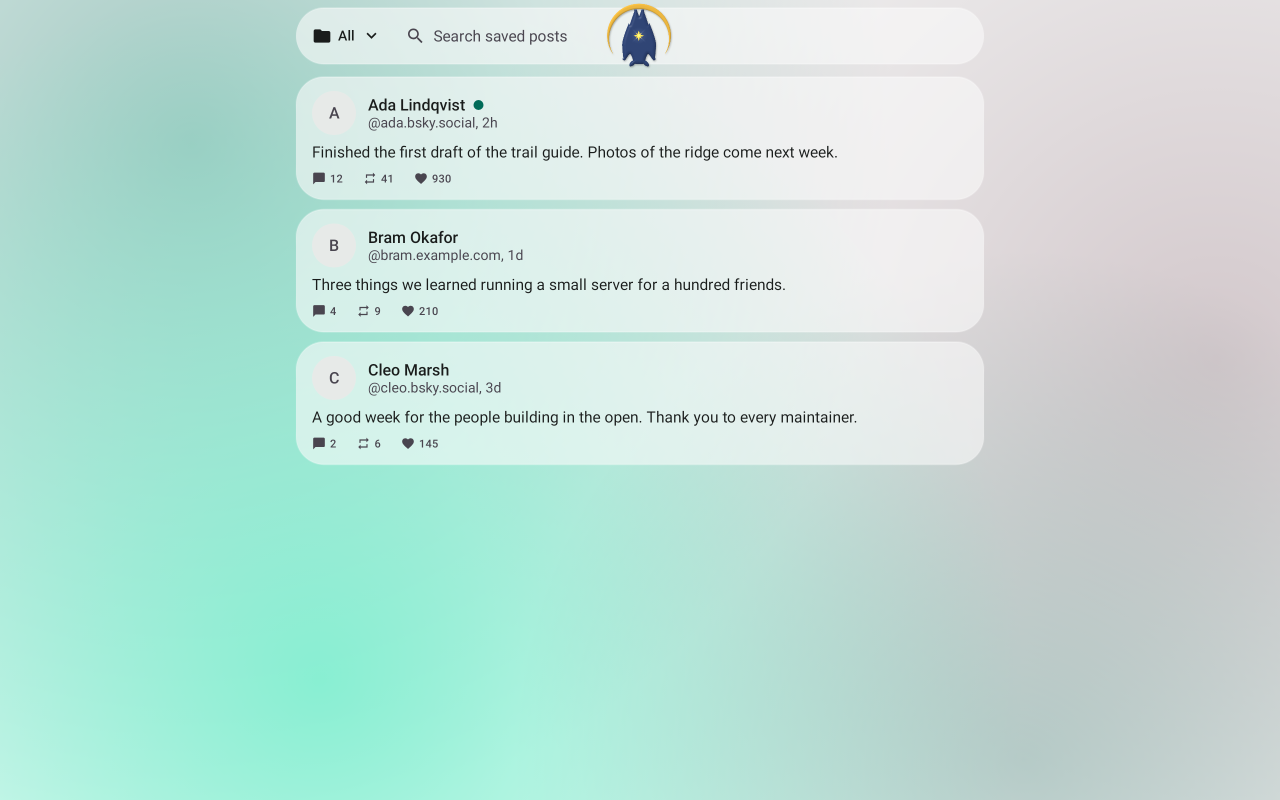 All
Search saved posts
A
Ada Lindqvist
@ada.bsky.social, 2h
Finished the first draft of the trail guide. Photos of the ridge come next week.
12 41 930
B
Bram Okafor
@bram.example.com, 1d
Three things we learned running a small server for a hundred friends.
4 9 210
C
Cleo Marsh
@cleo.bsky.social, 3d
A good week for the people building in the open. Thank you to every maintainer.
2 6 145